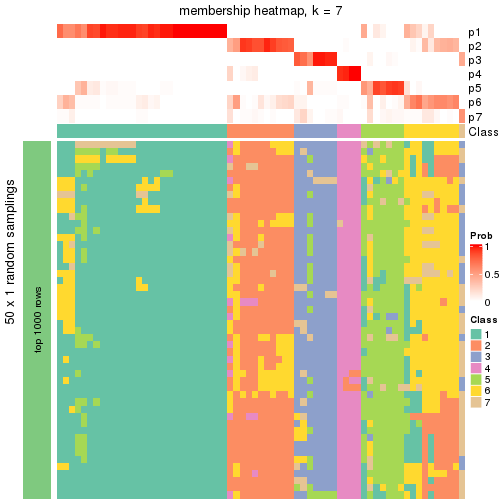 membership heatmap, k = 7
p1
p2
p3
p4
p5
p6
p7
Class
50 x 1 random samplings
top 1000 rows
Prob
1
0.5
0
Class
1
2
3
4
5
6
7